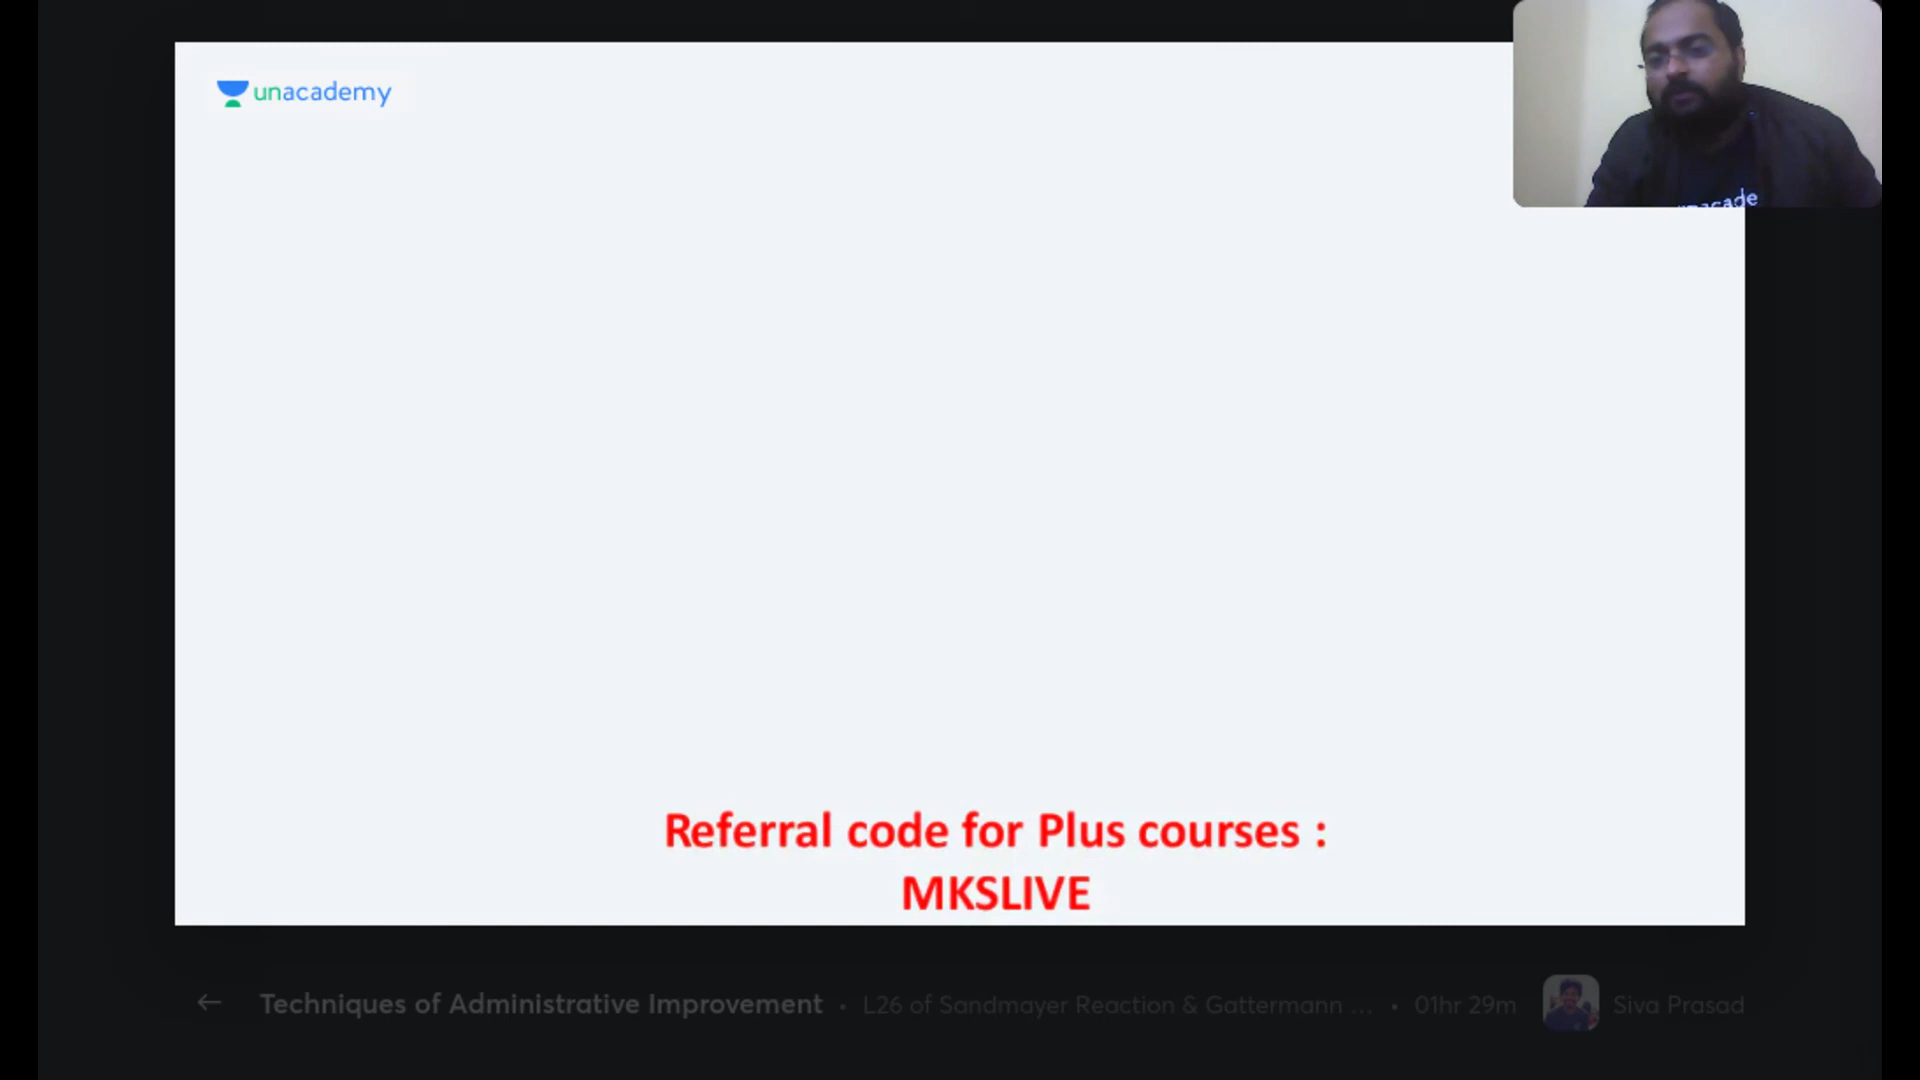 unacademy
Referral code for Plus courses :
MKSLIVE
Techniques of Administrative Improvement • L26 of Sandmayer Reaction & Gattermann ... • 01hr 29m Siva Prasad